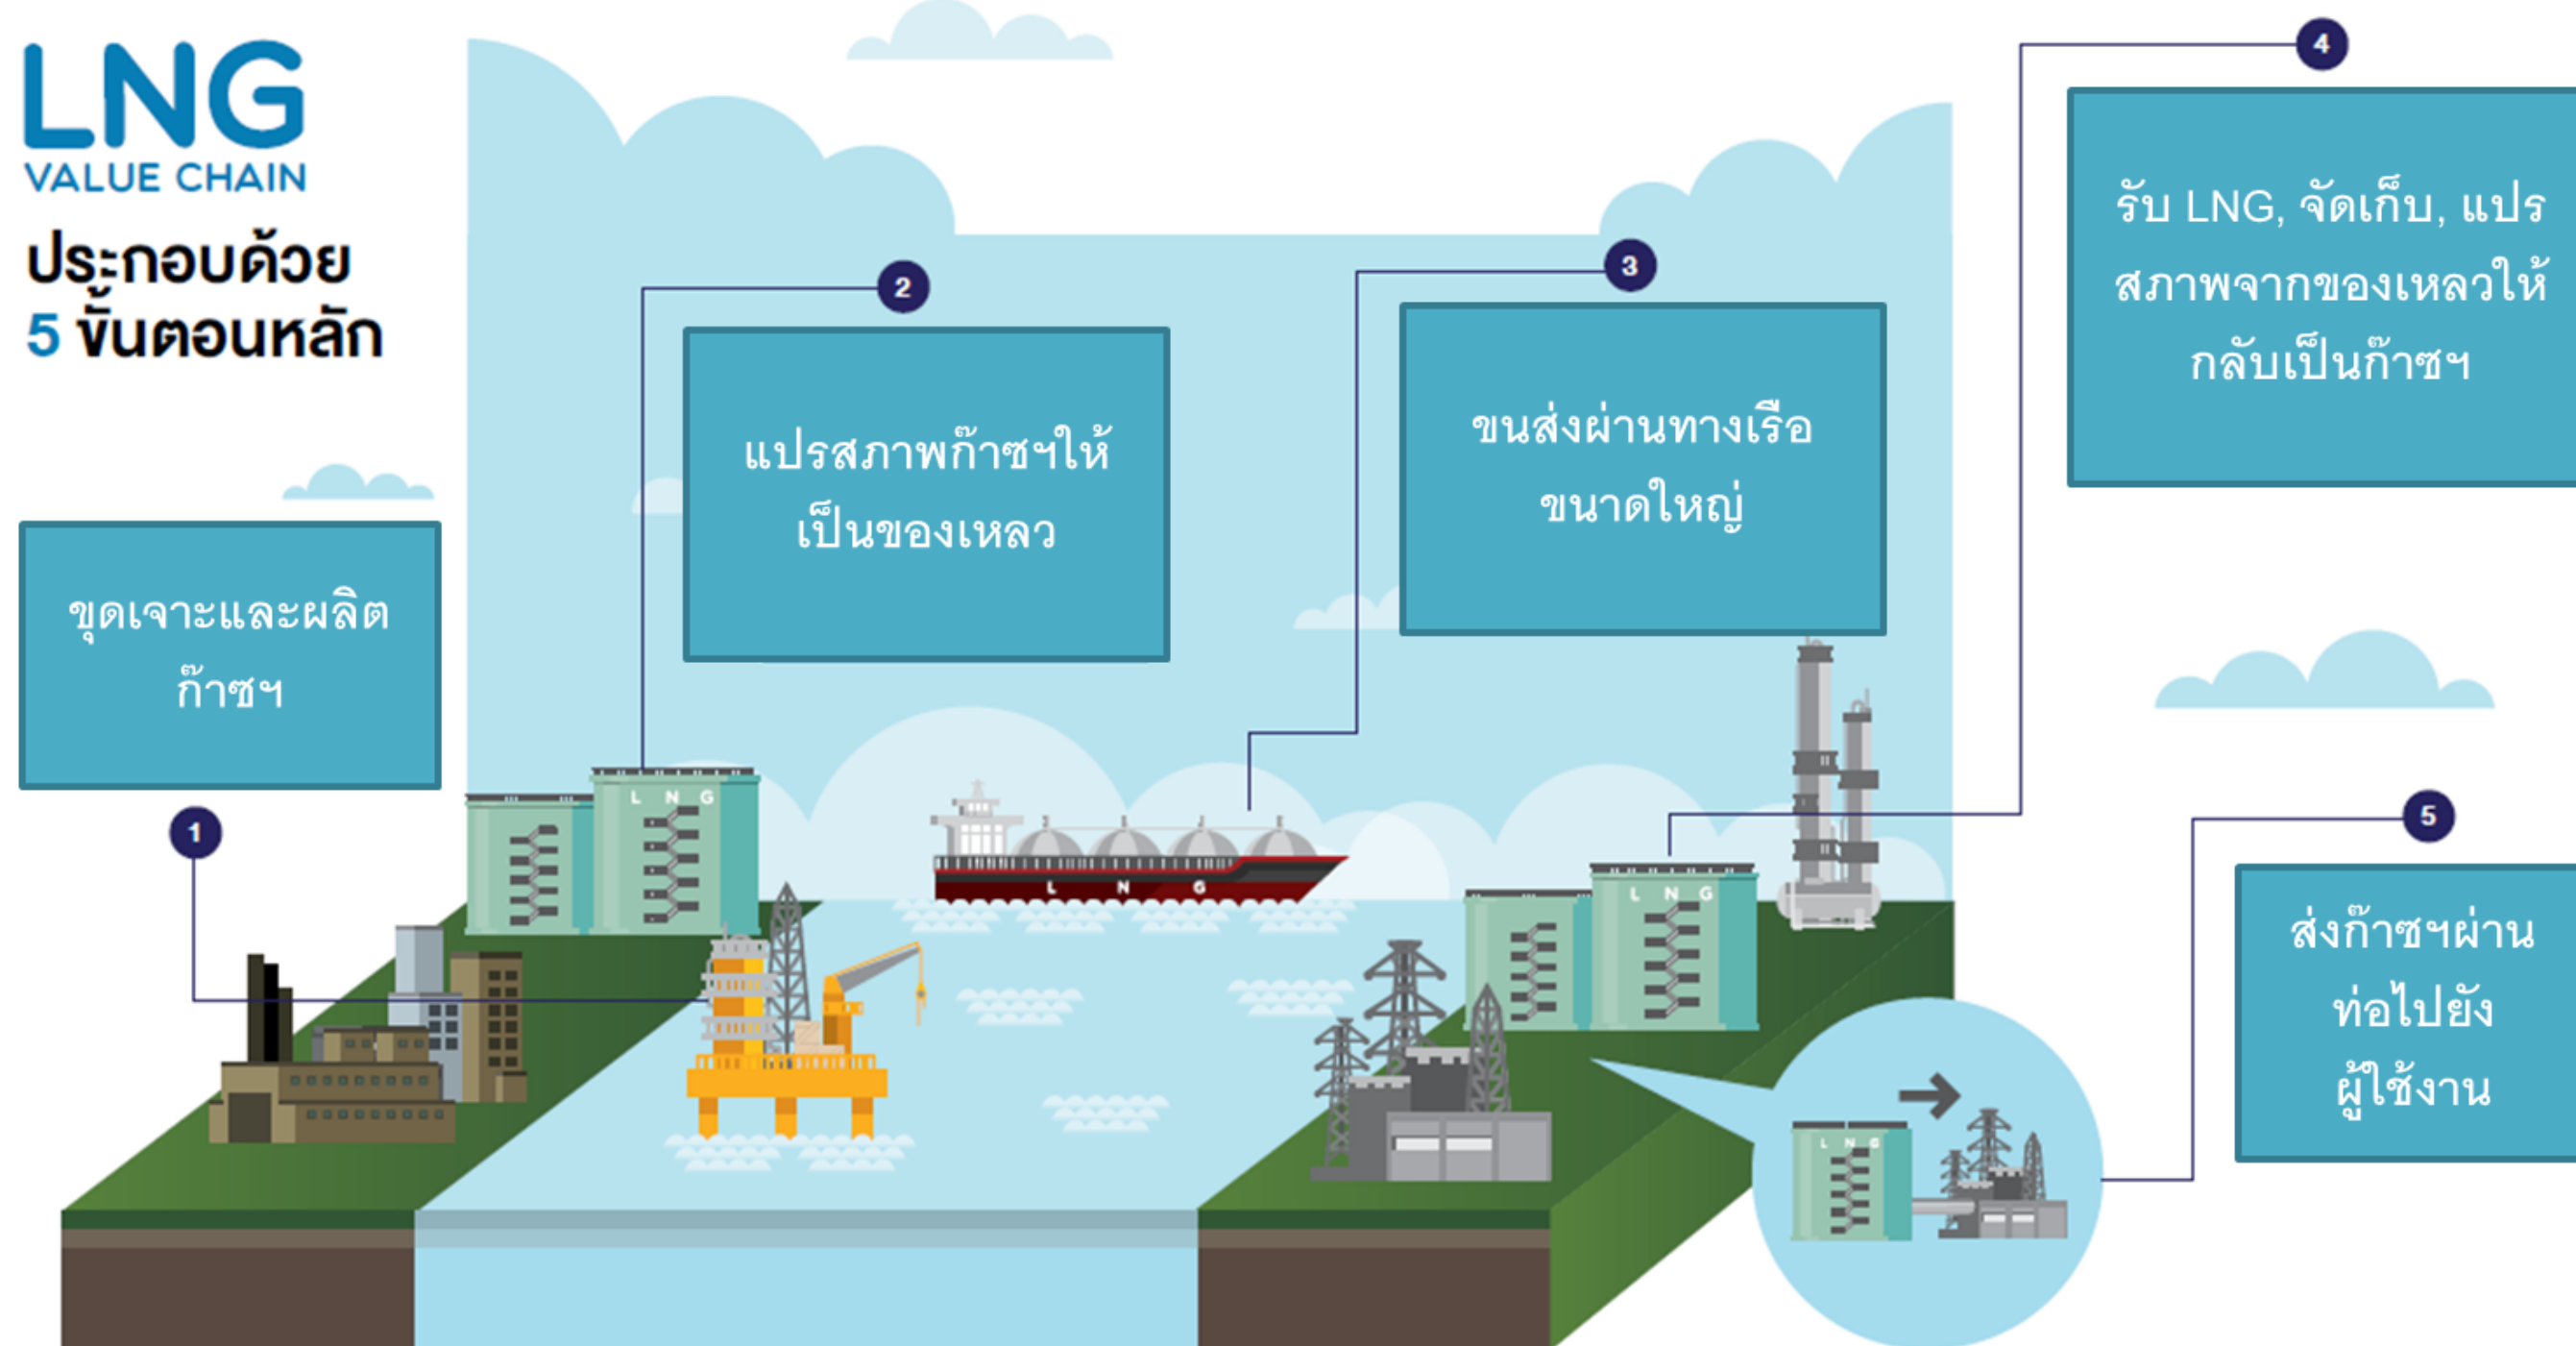 LNG
VALUE CHAIN
ประกอบด้วย
5 ขั้นตอนหลัก
1
ขุดเจาะและผลิต
ก๊าซฯ
2
แปรสภาพก๊าซฯให้
เป็นของเหลว
3
ขนส่งผ่านทางเรือ
ขนาดใหญ่
4
รับ LNG, จัดเก็บ, แปร
สภาพจากของเหลวให้
กลับเป็นก๊าซฯ
5
ส่งก๊าซฯผ่าน
ท่อไปยัง
ผู้ใช้งาน
L N G
L N G
L N G
L N G